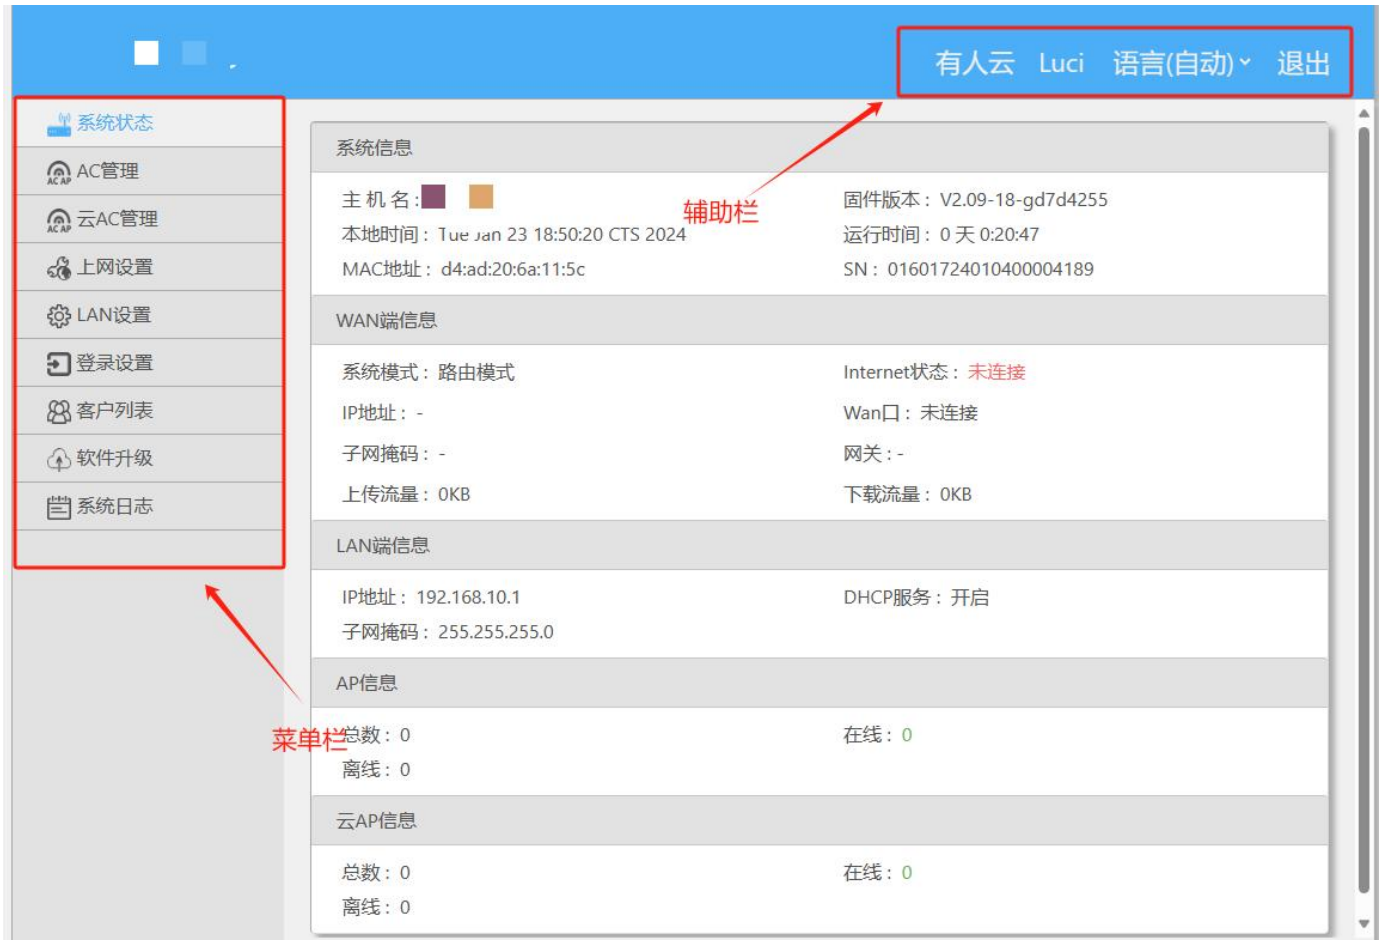 有人云 Luci 语言(自动) 退出
系统状态
AC管理
云AC管理
上网设置
LAN设置
登录设置
客户列表
软件升级
系统日志
菜单栏
辅助栏
系统信息
主机名:
固件版本: V2.09-18-gd7d4255
本地时间: Tue Jan 23 18:50:20 CTS 2024
运行时间: 0 天 0:20:47
MAC地址: d4:ad:20:6a:11:5c
SN: 01601724010400004189
WAN端信息
系统模式: 路由模式
Internet状态: 未连接
IP地址: -
Wan口: 未连接
子网掩码: -
网关: -
上传流量: 0KB
下载流量: 0KB
LAN端信息
IP地址: 192.168.10.1
DHCP服务: 开启
子网掩码: 255.255.255.0
AP信息
总数: 0
在线: 0
离线: 0
云AP信息
总数: 0
在线: 0
离线: 0